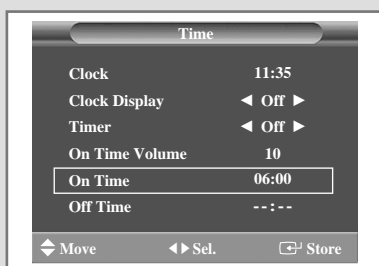 Time
Clock 11:35
Clock Display ◀ Off ▶
Timer ◀ Off ▶
On Time Volume 10
On Time 06:00
Off Time --:--
Move ◀▶ Sel. Store